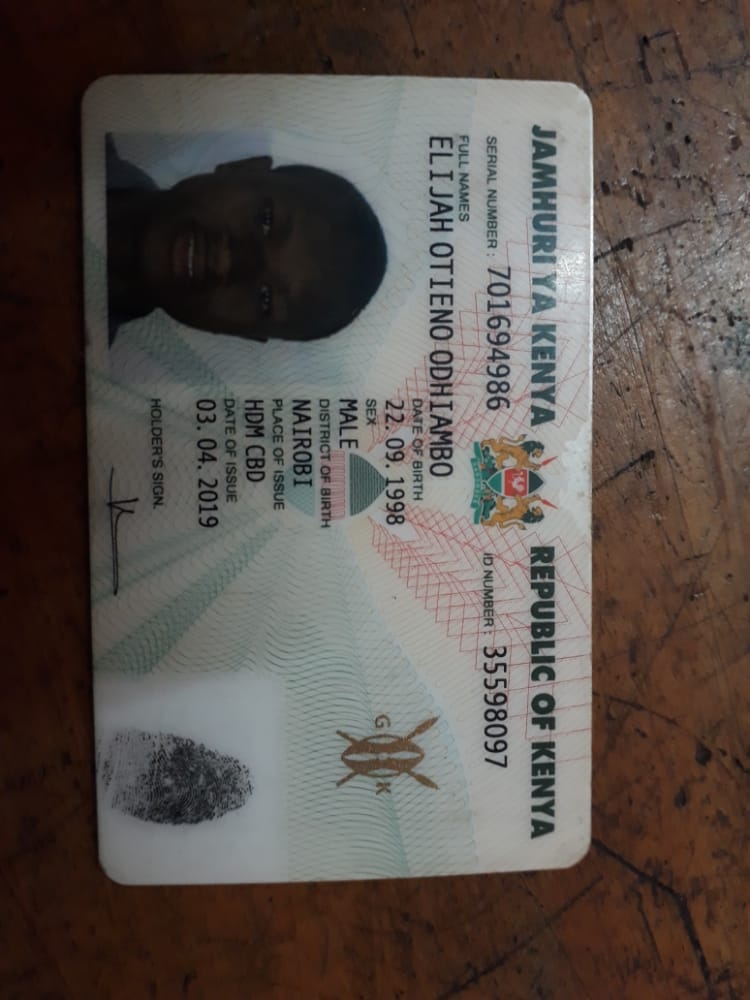 JAMHURI YA KENYA REPUBLIC OF KENYA
SERIAL NUMBER : 701694986 ID NUMBER : 35598097
FULL NAMES
ELIJAH OTIENO ODHIAMBO
DATE OF BIRTH
22. 09. 1998
SEX
MALE
DISTRICT OF BIRTH
NAIROBI
PLACE OF ISSUE
HDM CBD
DATE OF ISSUE
03. 04. 2019
HOLDER'S SIGN.
G K